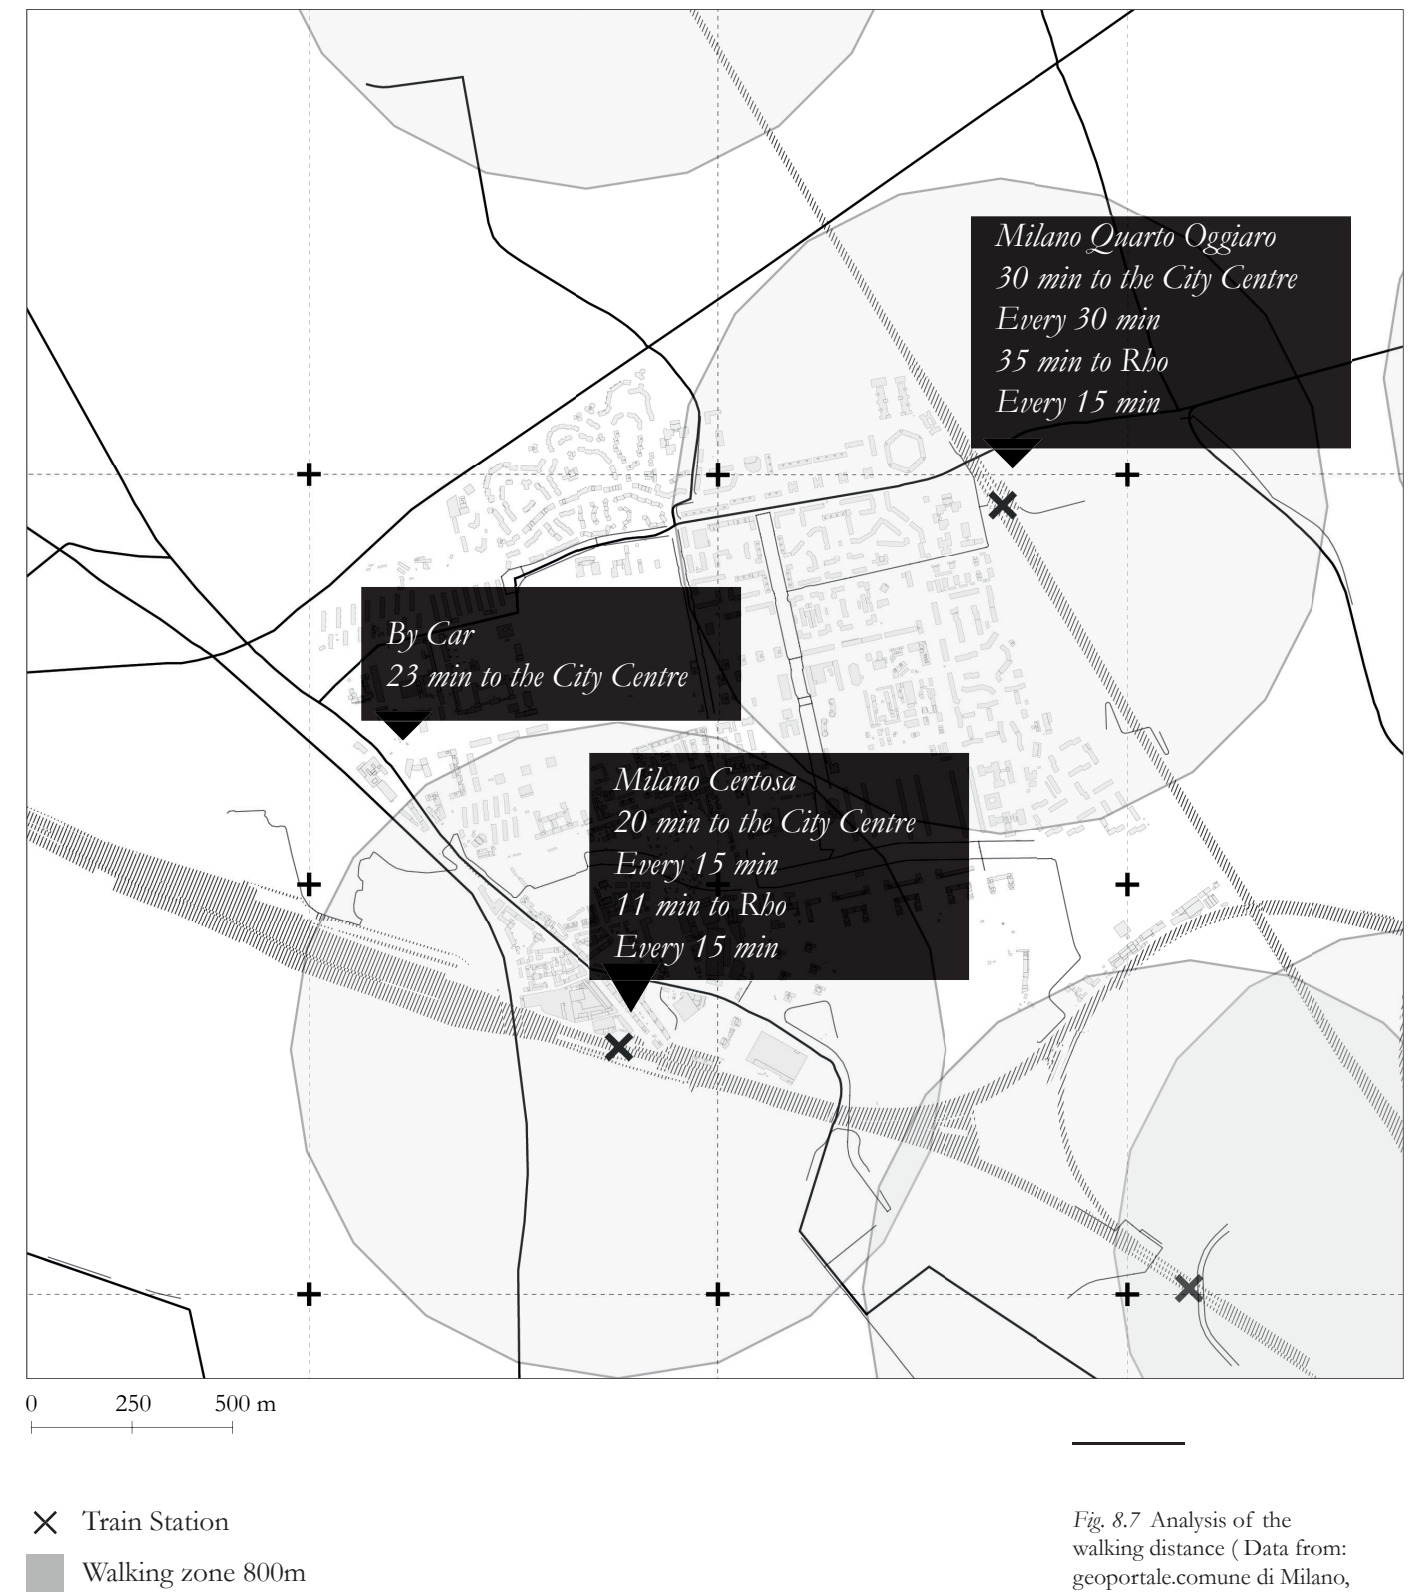 Milano Quarto Oggiaro
30 min to the City Centre
Every 30 min
35 min to Rho
Every 15 min
By Car
23 min to the City Centre
Milano Certosa
20 min to the City Centre
Every 15 min
11 min to Rho
Every 15 min
0 250 500 m
Train Station
Walking zone 800m
Fig. 8.7 Analysis of the
walking distance ( Data from:
geoportale.comune di Milano,